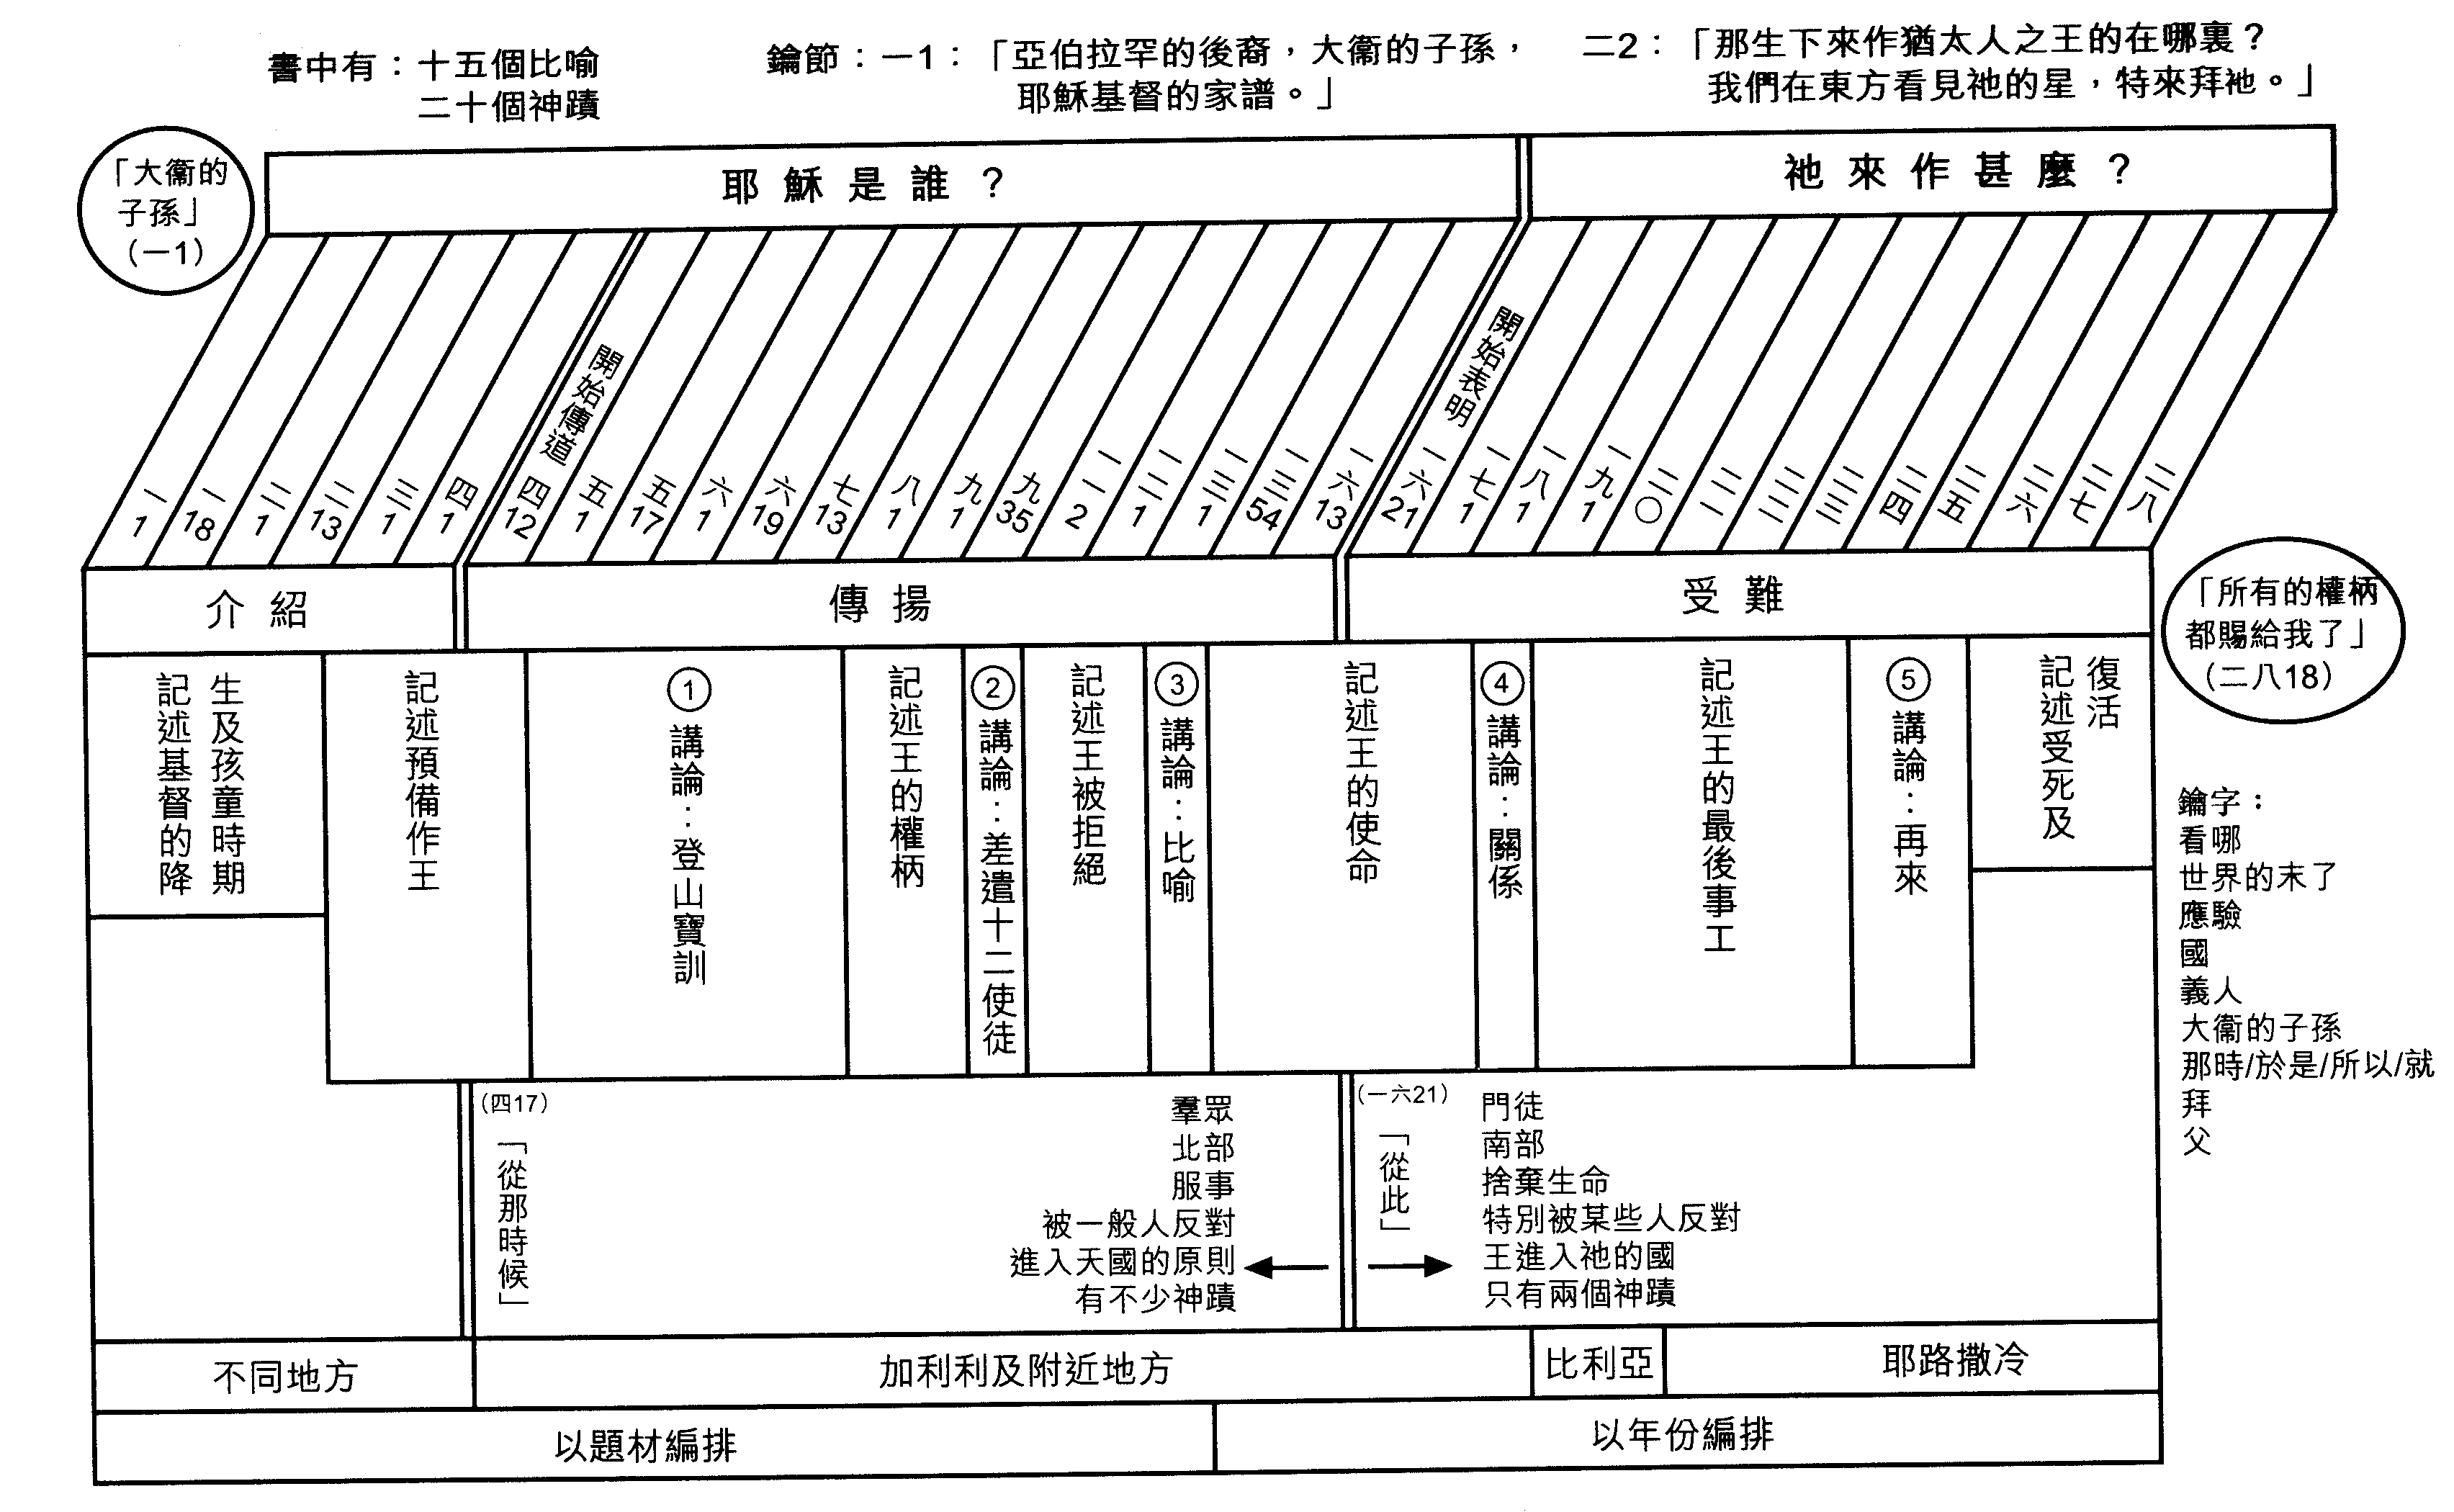 書中有：十五個比喻
二十個神蹟
鑰節：一1：「亞伯拉罕的後裔，大衞的子孫，
耶穌基督的家譜。」
二2：「那生下來作猶太人之王的在哪裏？
我們在東方看見祂的星，特來拜祂。」
「大衞的
子孫」
（一1）
耶穌是誰？
祂來作甚麼？
開始傳道
開始表明
一1
一18
二1
二13
三1
四1
四12
五1
五17
六1
六19
七13
八1
九1
九35
一一2
一二1
一三1
一三54
一六13
一六21
一七1
一八1
一九1
二〇
二一
二二
二三
二四
二五
二六
二七
二八
介紹
傳揚
受難
「所有的權柄
都賜給我了」
（二八18）
記述基督的降
生及孩童時期
記述預備作王
①講論：登山寶訓
記述王的權柄
②講論：差遣十二使徒
記述王被拒絕
③講論：比喻
記述王的使命
④講論：關係
記述王的最後事工
⑤講論：再來
記述受死及
復活
鑰字：
看哪
世界的末了
應驗
國
義人
大衞的子孫
那時/於是/所以/就
拜
父
（四17）
「從那時候」
羣眾
北部
服事
被一般人反對
進入天國的原則
有不少神蹟
（一六21）
「從此」
門徒
南部
捨棄生命
特別被某些人反對
王進入祂的國
只有兩個神蹟
不同地方
加利利及附近地方
比利亞
耶路撒冷
以題材編排
以年份編排